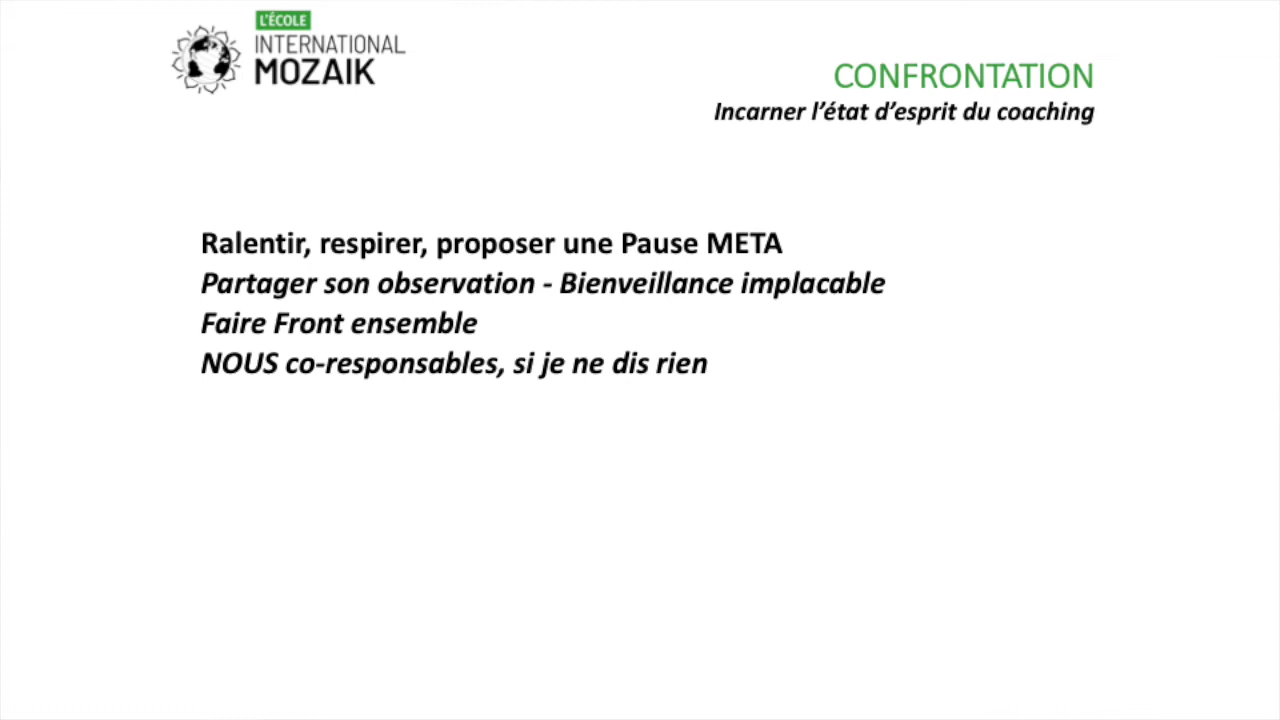 L'ÉCOLE
INTERNATIONAL
MOZAIK
CONFRONTATION
Incarner l’état d’esprit du coaching
Ralentir, respirer, proposer une Pause META
Partager son observation - Bienveillance implacable
Faire Front ensemble
NOUS co-responsables, si je ne dis rien